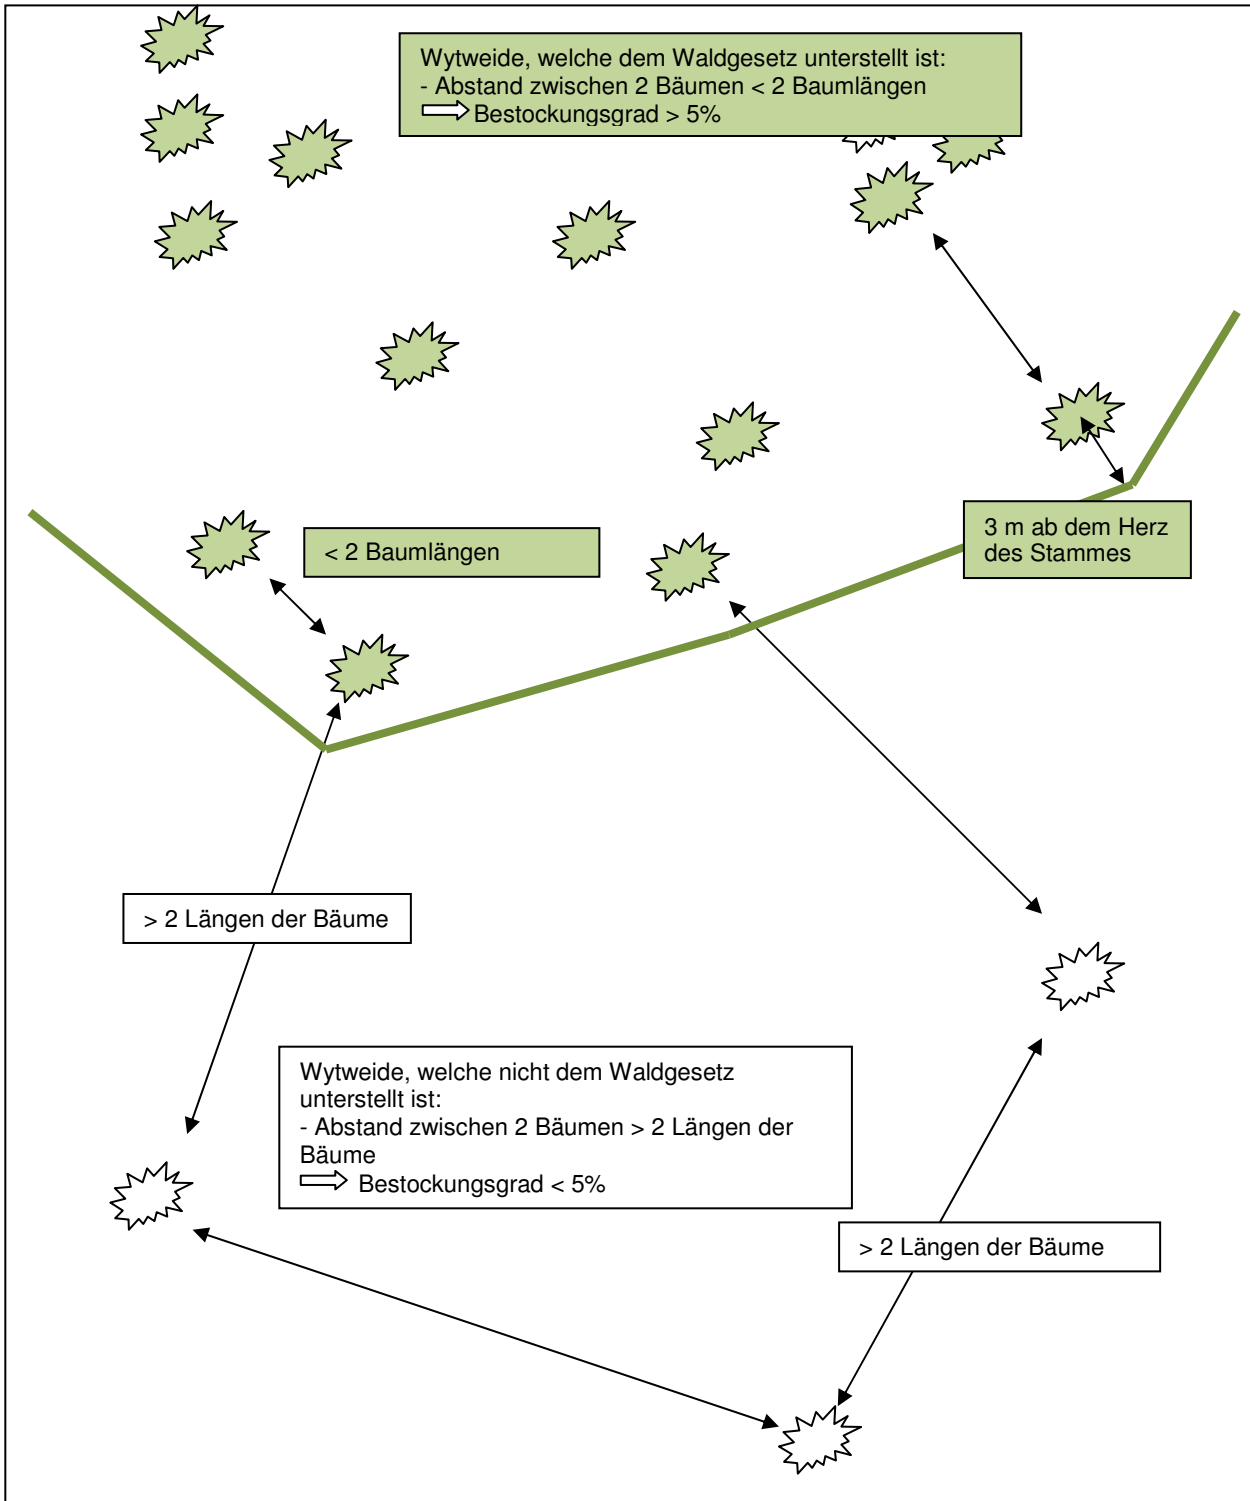 Wytweide, welche dem Waldgesetz unterstellt ist:
- Abstand zwischen 2 Bäumen < 2 Baumlängen
Bestockungsgrad > 5%
3 m ab dem Herz
des Stammes
< 2 Baumlängen
> 2 Längen der Bäume
Wytweide, welche nicht dem Waldgesetz
unterstellt ist:
- Abstand zwischen 2 Bäumen > 2 Längen der
Bäume
Bestockungsgrad < 5%
> 2 Längen der Bäume